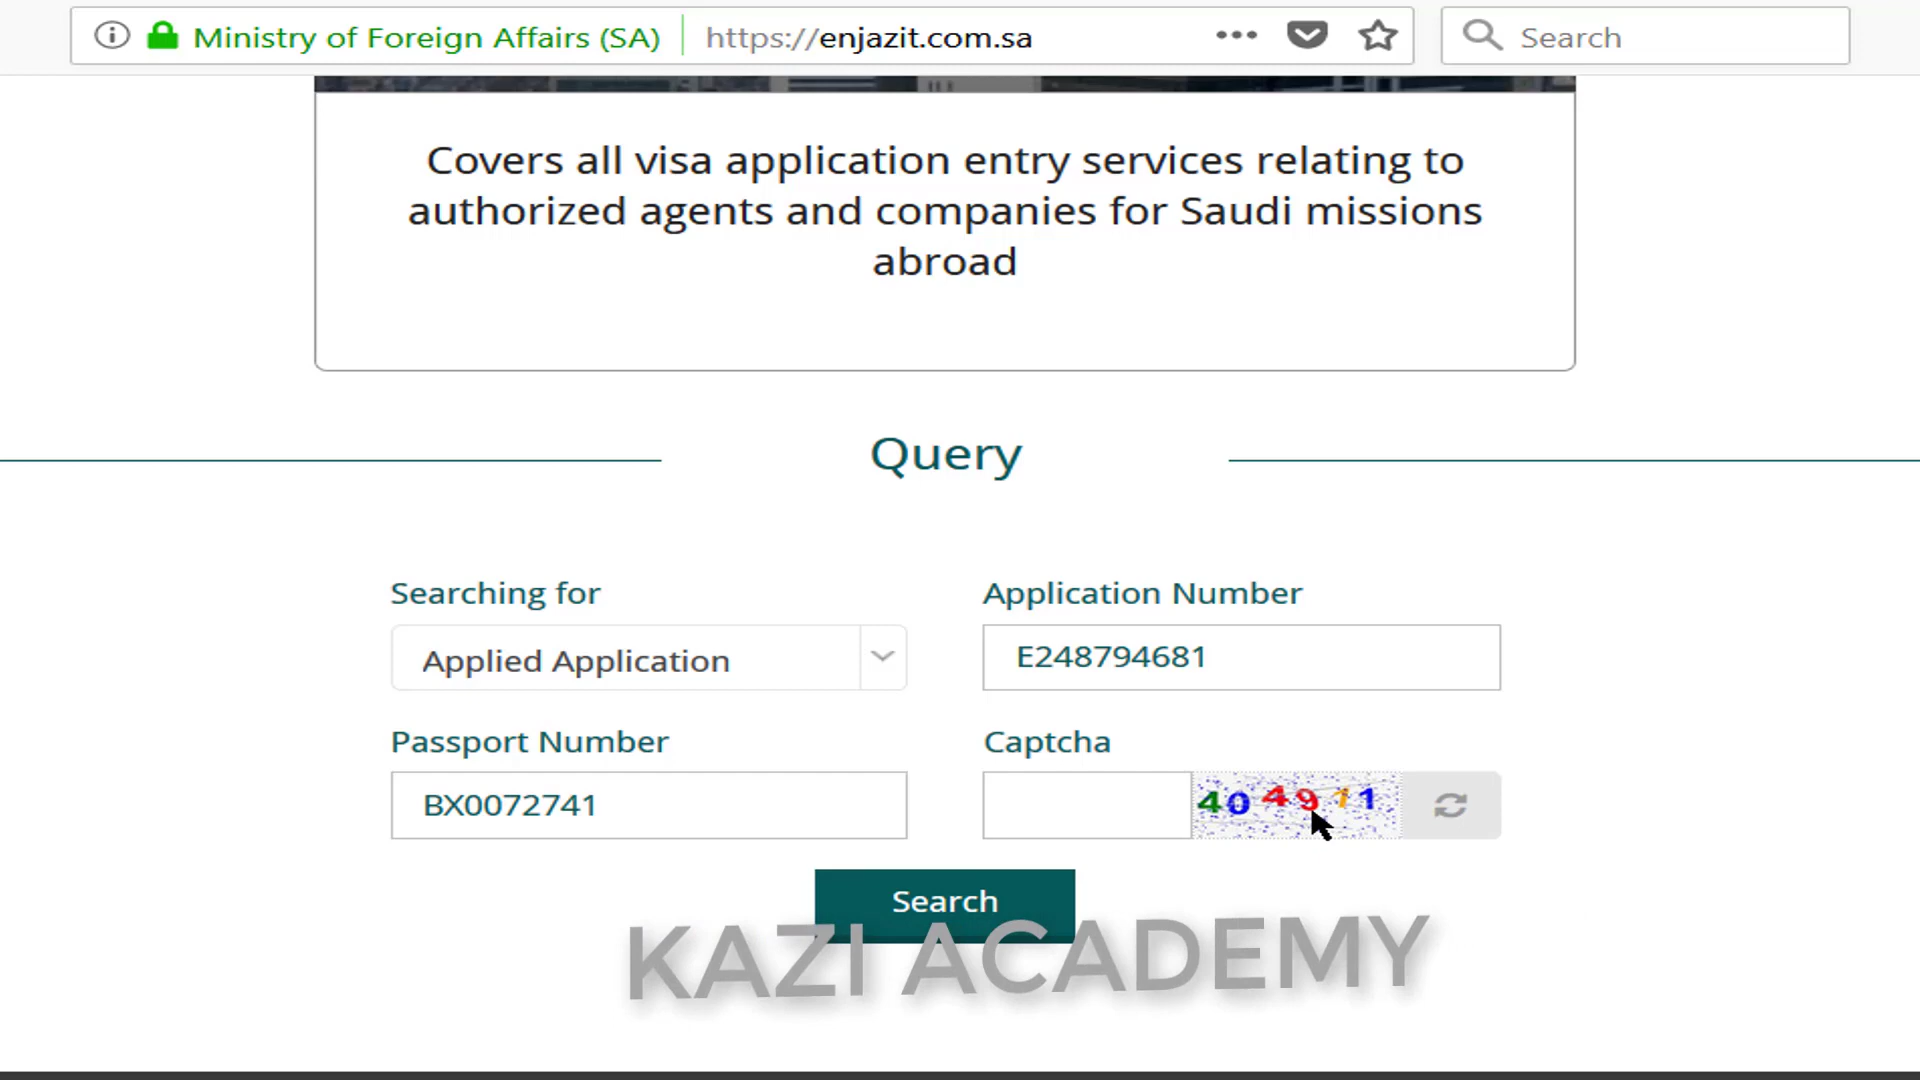 Ministry of Foreign Affairs (SA) https://enjazit.com.sa Search
Covers all visa application entry services relating to
authorized agents and companies for Saudi missions
abroad
Query
Searching for
Application Number
Applied Application
E248794681
Passport Number
Captcha
BX0072741
404911
Search
KAZI ACADEMY